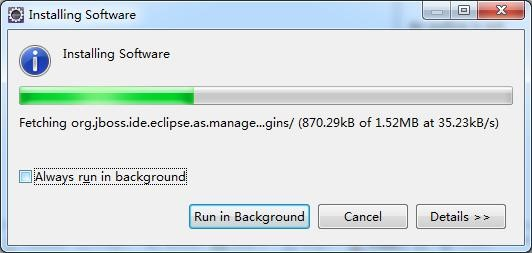 Installing Software
Installing Software
Fetching org.jboss.ide.eclipse.as.manage...gins/ (870.29kB of 1.52MB at 35.23kB/s)
Always run in background
Run in Background
Cancel
Details >>